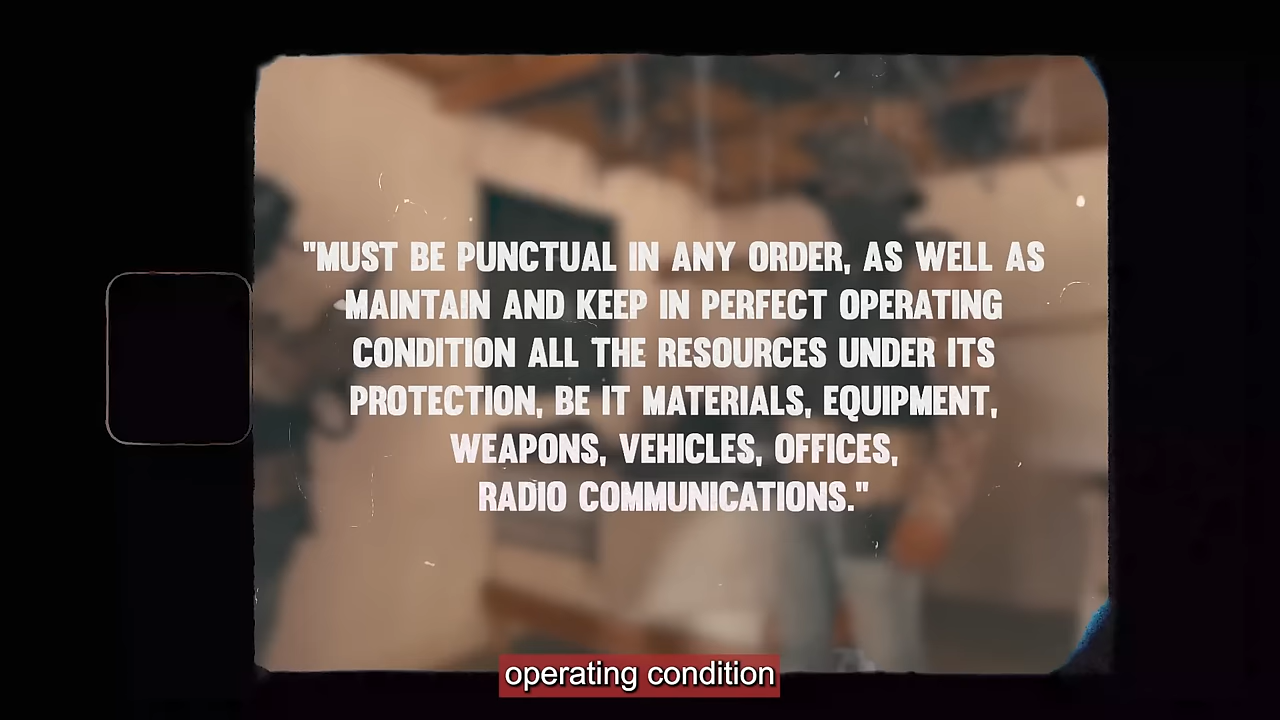 "MUST BE PUNCTUAL IN ANY ORDER, AS WELL AS
MAINTAIN AND KEEP IN PERFECT OPERATING
CONDITION ALL THE RESOURCES UNDER ITS
PROTECTION, BE IT MATERIALS, EQUIPMENT,
WEAPONS, VEHICLES, OFFICES,
RADIO COMMUNICATIONS."
operating condition